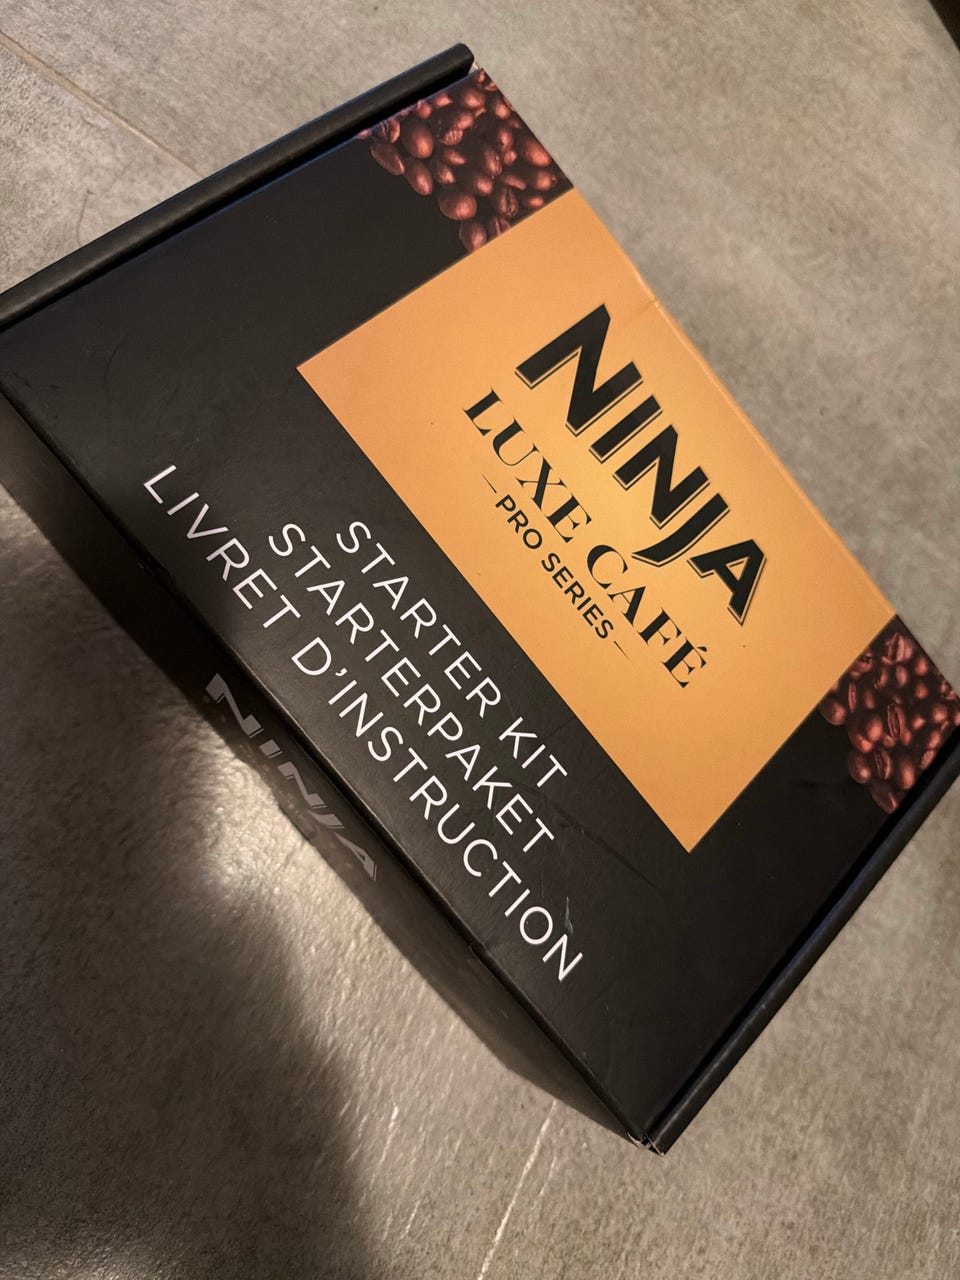 NINJA
LUXE CAFÉ
PRO SERIES
STARTER KIT
STARTERPAKET
LIVRET D'INSTRUCTION
NINJA